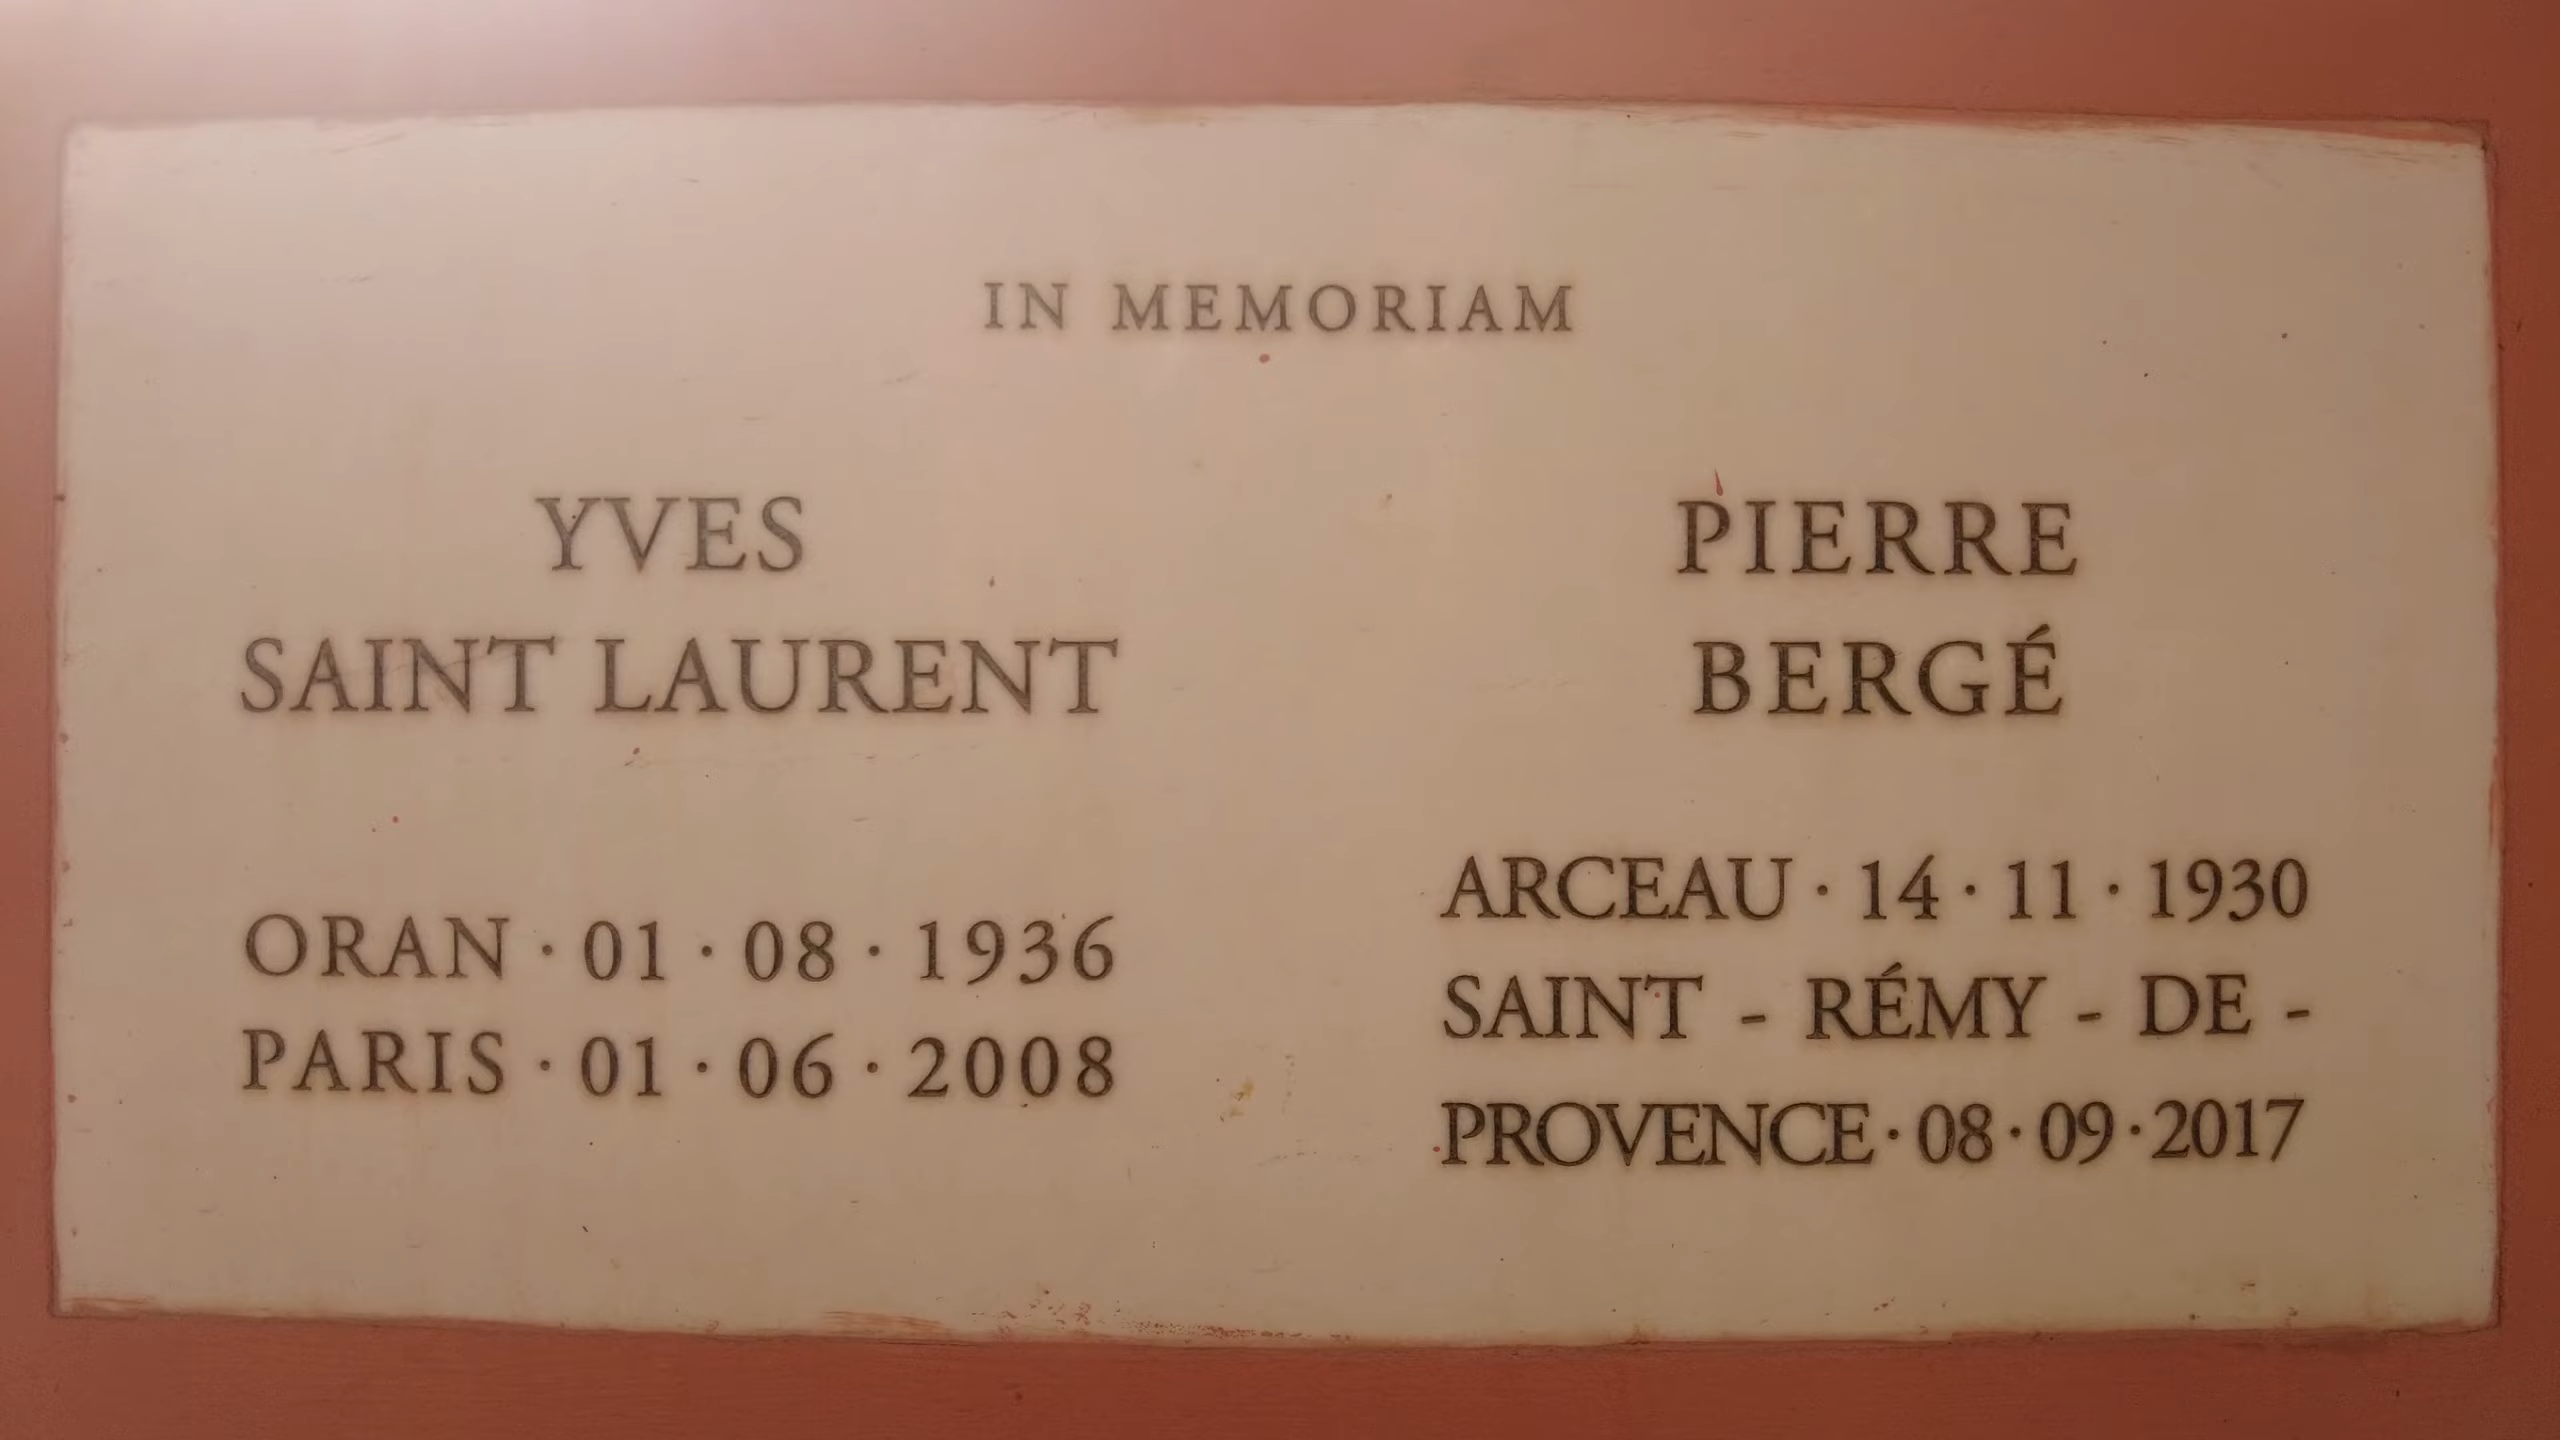 IN MEMORIAM
YVES
SAINT LAURENT
ORAN · 01 · 08 · 1936
PARIS · 01 · 06 · 2008
PIERRE
BERGÉ
ARCEAU · 14 · 11 · 1930
SAINT - RÉMY - DE -
PROVENCE · 08 · 09 · 2017